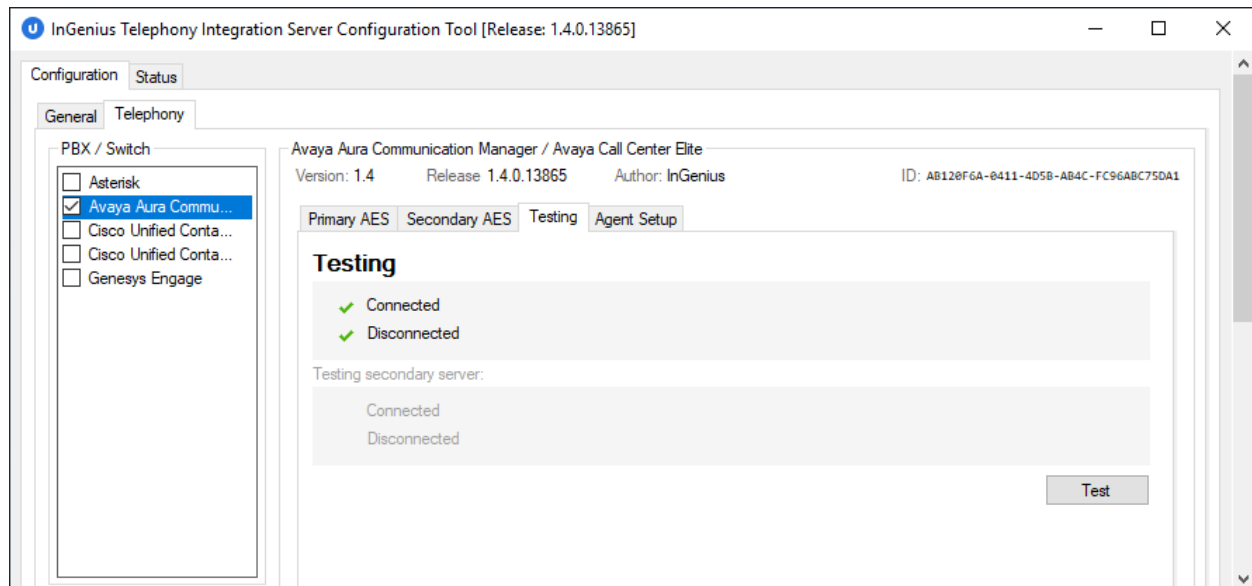 InGenius Telephony Integration Server Configuration Tool [Release: 1.4.0.13865]
Configuration Status
General Telephony
PBX / Switch
Asterisk
Avaya Aura Commu...
Cisco Unified Conta...
Cisco Unified Conta...
Genesys Engage
Avaya Aura Communication Manager / Avaya Call Center Elite
Version: 1.4 Release 1.4.0.13865 Author: InGenius ID: AB120F6A-0411-4D5B-AB4C-FC96ABC75DA1
Primary AES Secondary AES Testing Agent Setup
Testing
Connected
Disconnected
Testing secondary server:
Connected
Disconnected
Test